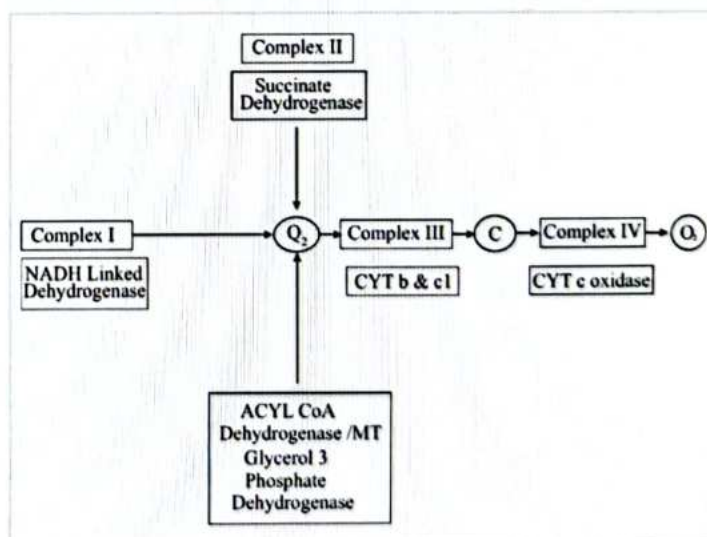 Complex II
Succinate
Dehydrogenase
Complex I
Q2
Complex III
C
Complex IV
O2
NADH Linked
Dehydrogenase
CYT b & c1
CYT c oxidase
ACYL CoA
Dehydrogenase /MT
Glycerol 3
Phosphate
Dehydrogenase